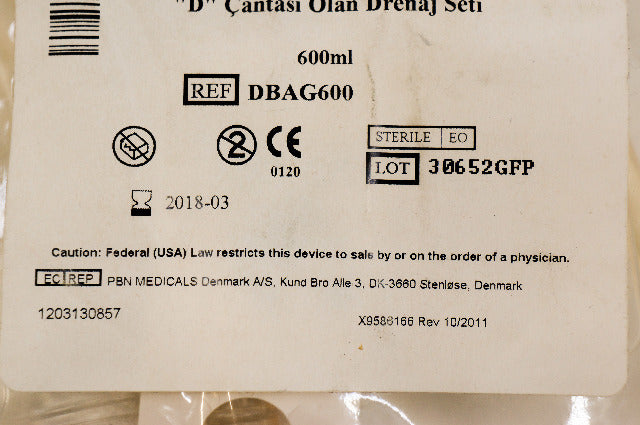 "D" Çantası Olan Drenaj Seti
600ml
REF DBAG600
2 CE STERILE EO
0120
LOT 30652GFP
2018-03
Caution: Federal (USA) Law restricts this device to sale by or on the order of a physician.
EC REP PBN MEDICALS Denmark A/S, Kund Bro Alle 3, DK-3660 Stenløse, Denmark
1203130857
X9586166 Rev 10/2011